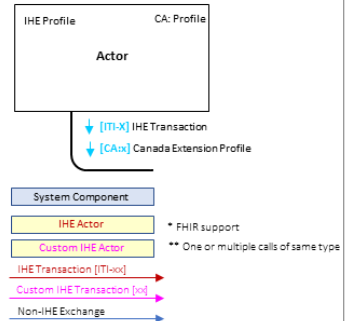 IHE Profile
CA: Profile
Actor
[ITI-X] IHE Transaction
[CA:x] Canada Extension Profile
System Component
IHE Actor
* FHIR support
Custom IHE Actor
** One or multiple calls of same type
IHE Transaction [ITI-xx]
Custom IHE Transaction [xx]
Non-IHE Exchange